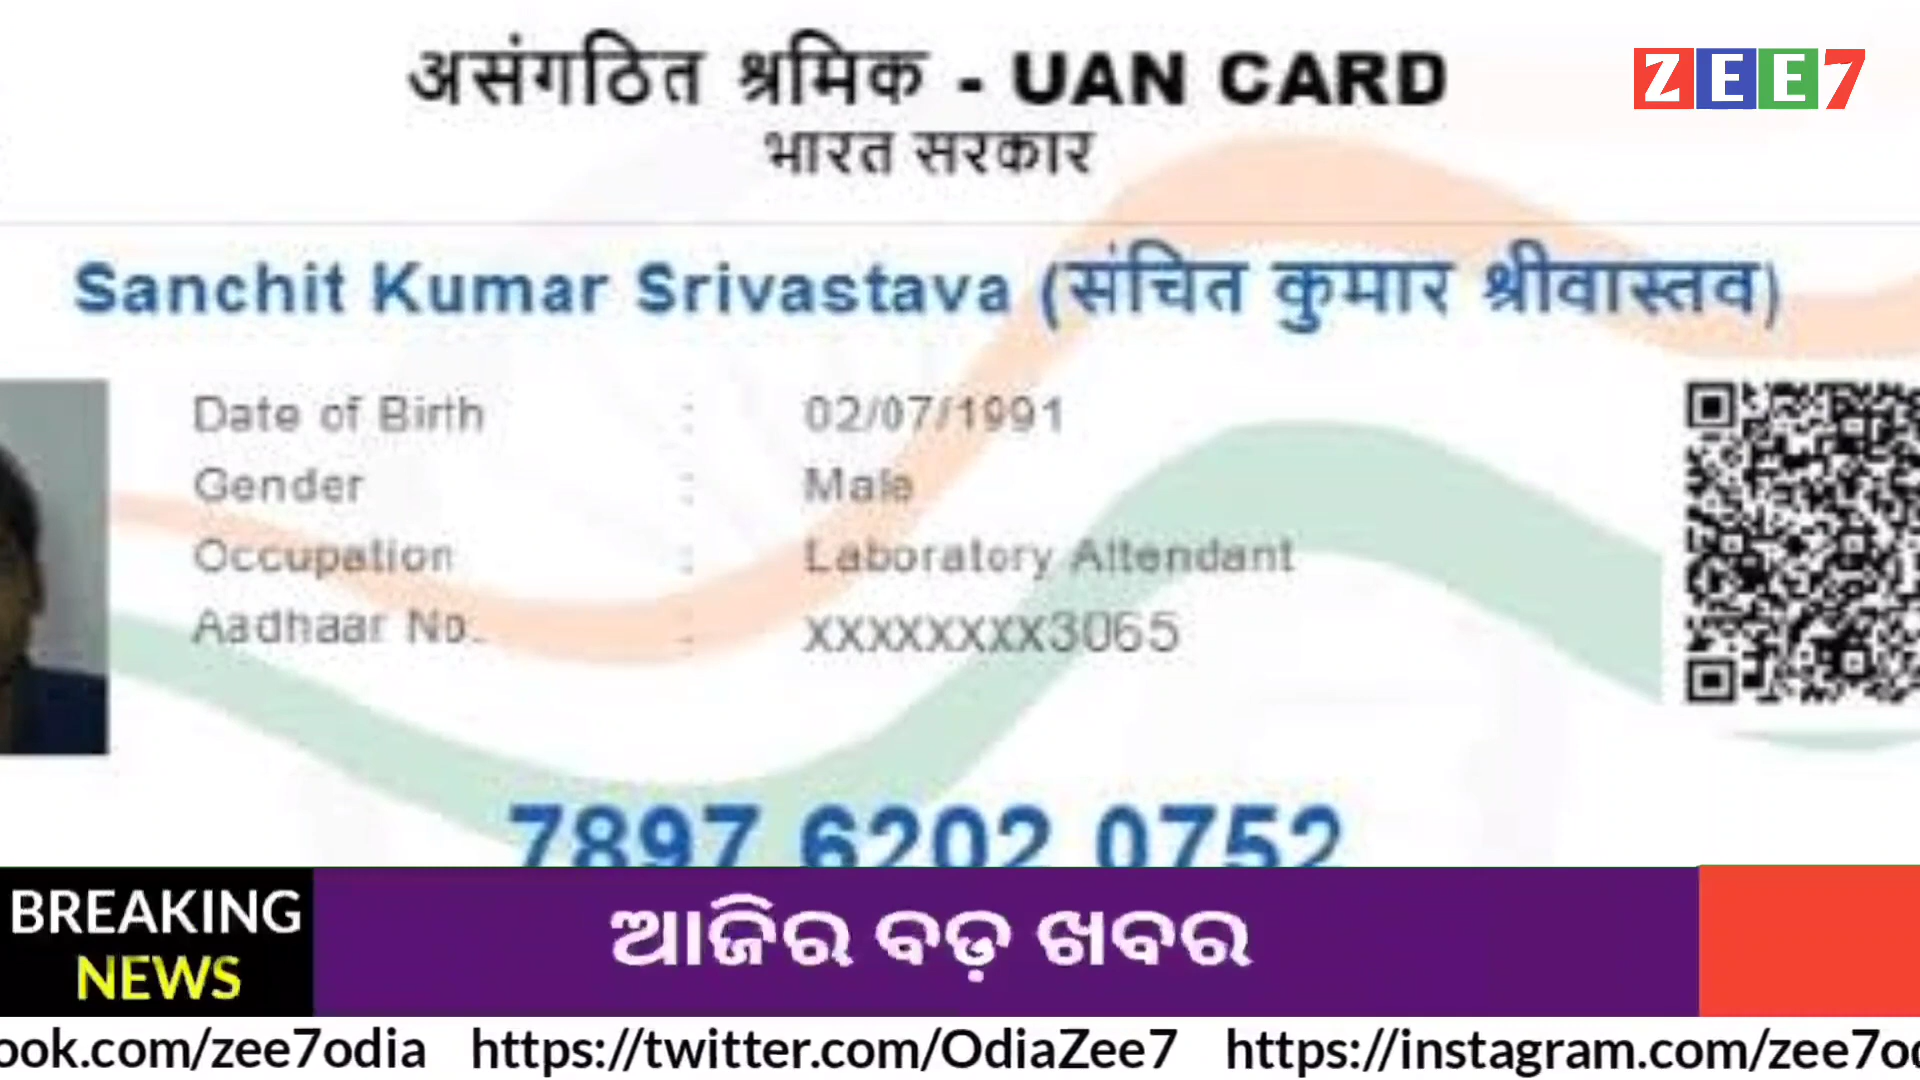 असंगठित श्रमिक - UAN CARD
ZEE7
भारत सरकार
Sanchit Kumar Srivastava (संचित कुमार श्रीवास्तव)
Date of Birth : 02/07/1991
Gender : Male
Occupation : Laboratory Attendant
Aadhaar No. : xxxxxxxx3065
7897 6202 0752
BREAKING
NEWS
ଆଜିର ବଡ଼ ଖବର
ook.com/zee7odia https://twitter.com/OdiaZee7 https://instagram.com/zee7od